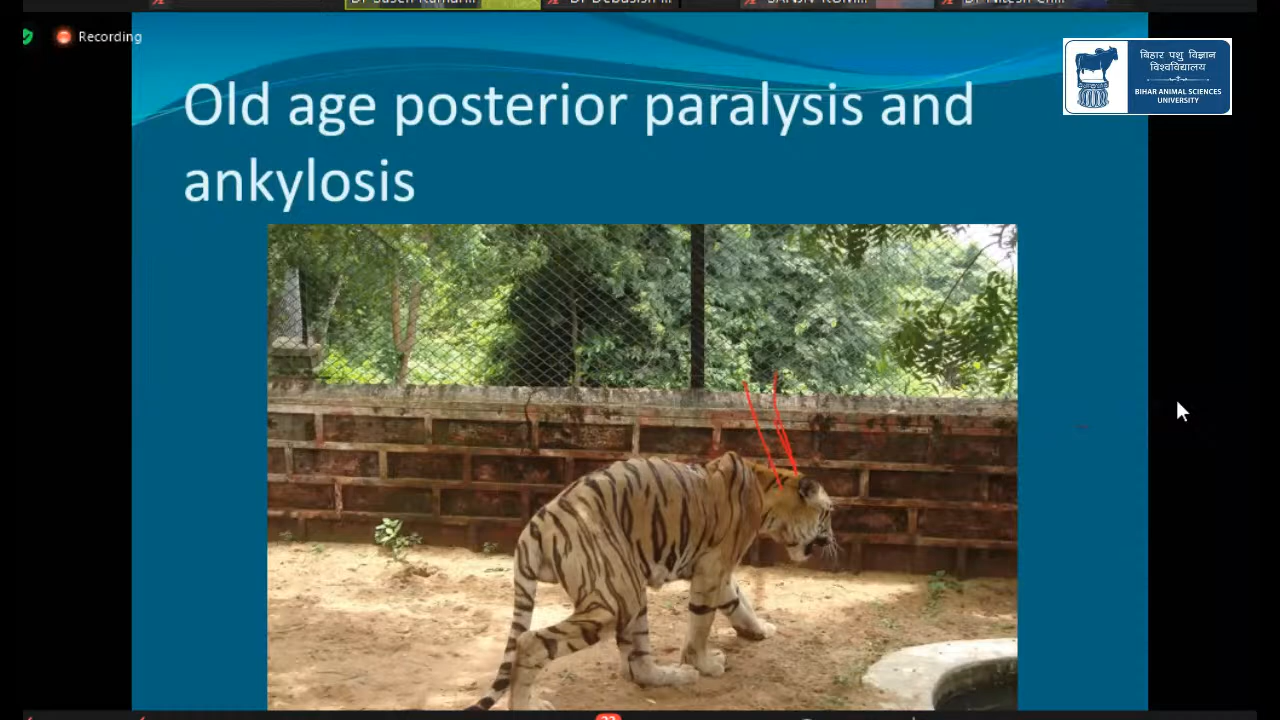 Recording
Old age posterior paralysis and
ankylosis
बिहार पशु विज्ञान
विश्वविद्यालय
BIHAR ANIMAL SCIENCES
UNIVERSITY